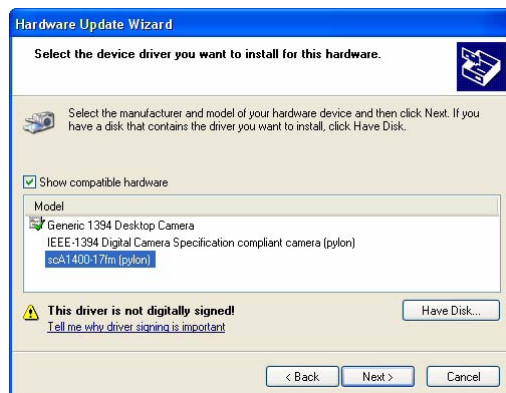 Hardware Update Wizard
Select the device driver you want to install for this hardware.
Select the manufacturer and model of your hardware device and then click Next. If you
have a disk that contains the driver you want to install, click Have Disk.
Show compatible hardware
Model
Generic 1394 Desktop Camera
IEEE-1394 Digital Camera Specification compliant camera (pylon)
scA1400-17fm (pylon)
This driver is not digitally signed!
Have Disk...
Tell me why driver signing is important
< Back
Next >
Cancel